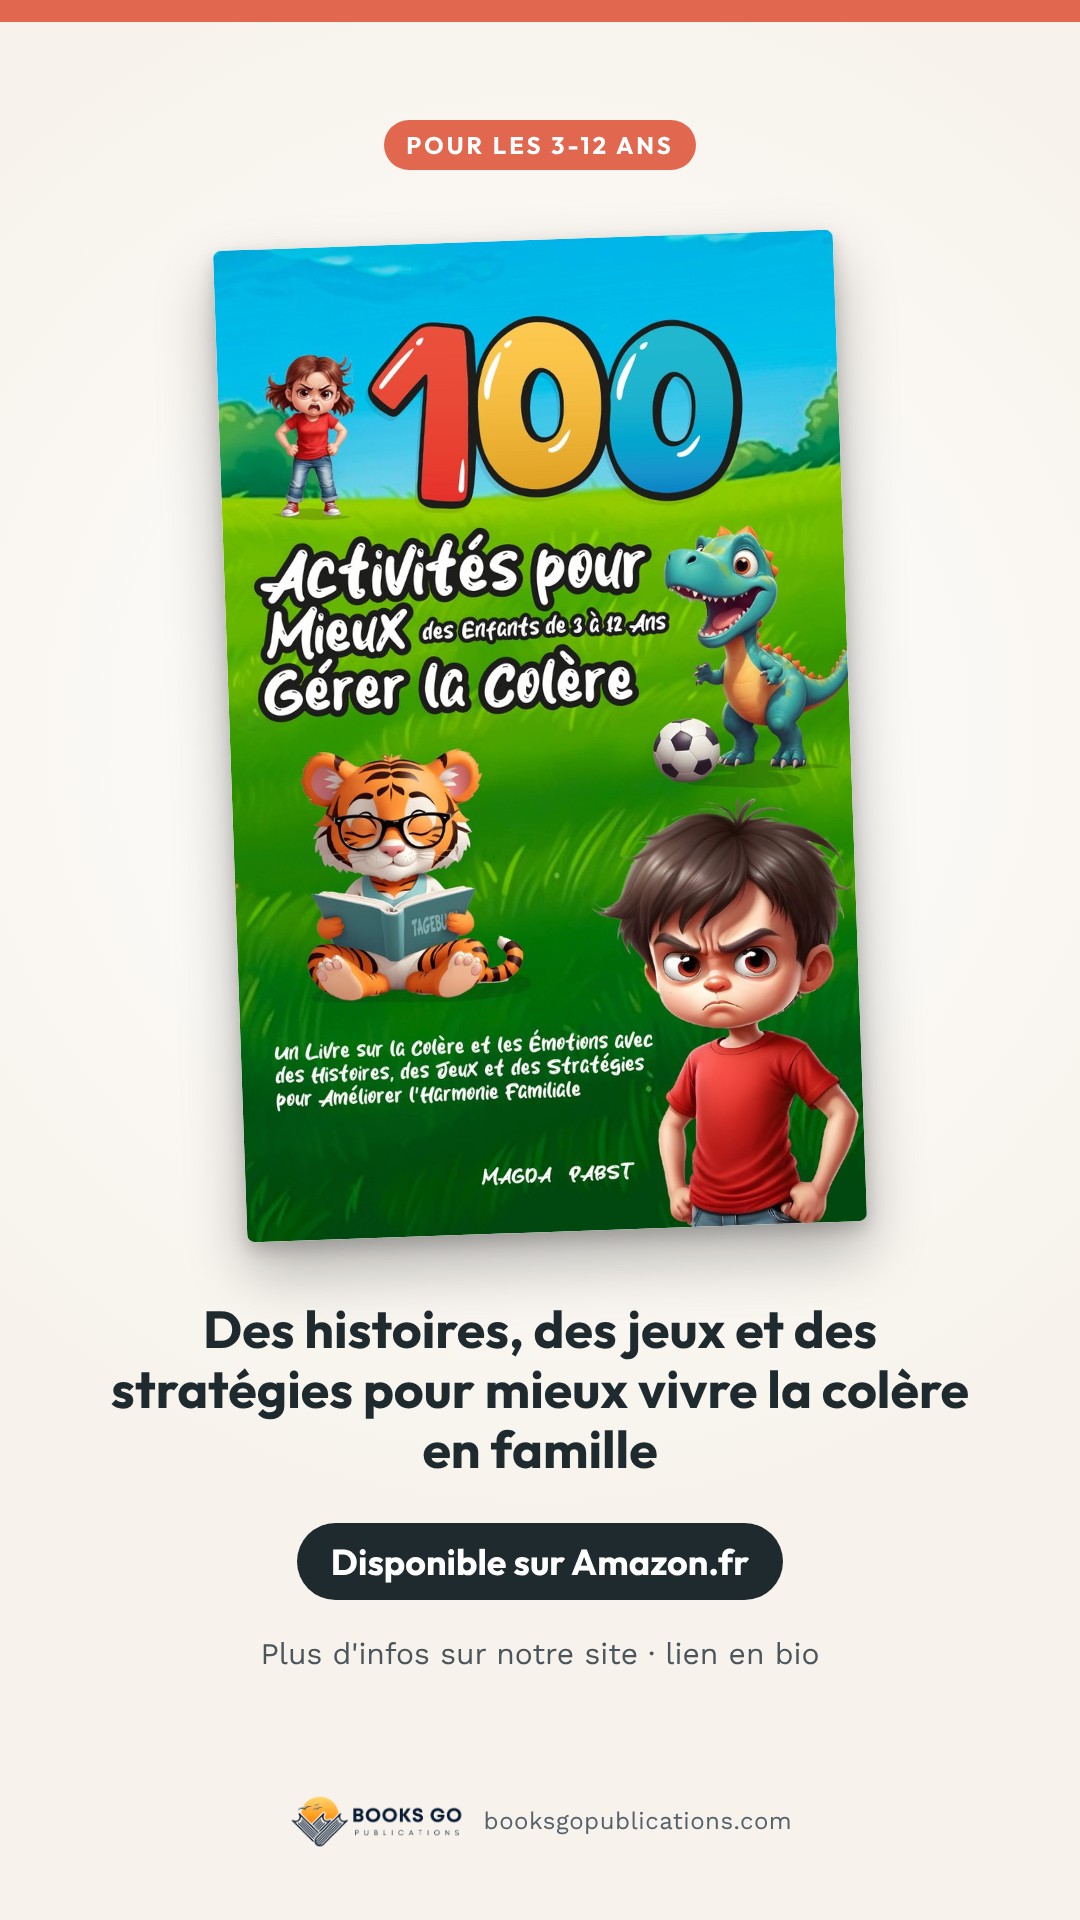 POUR LES 3-12 ANS
100
Activités pour
Mieux des Enfants de 3 à 12 Ans
Gérer la Colère
TAGEBU
Un Livre sur la Colère et les Émotions avec
des Histoires, des Jeux et des Stratégies
pour Améliorer l'Harmonie Familiale
MAGDA PABST
Des histoires, des jeux et des
stratégies pour mieux vivre la colère
en famille
Disponible sur Amazon.fr
Plus d'infos sur notre site · lien en bio
BOOKS GO
PUBLICATIONS
booksgopublications.com